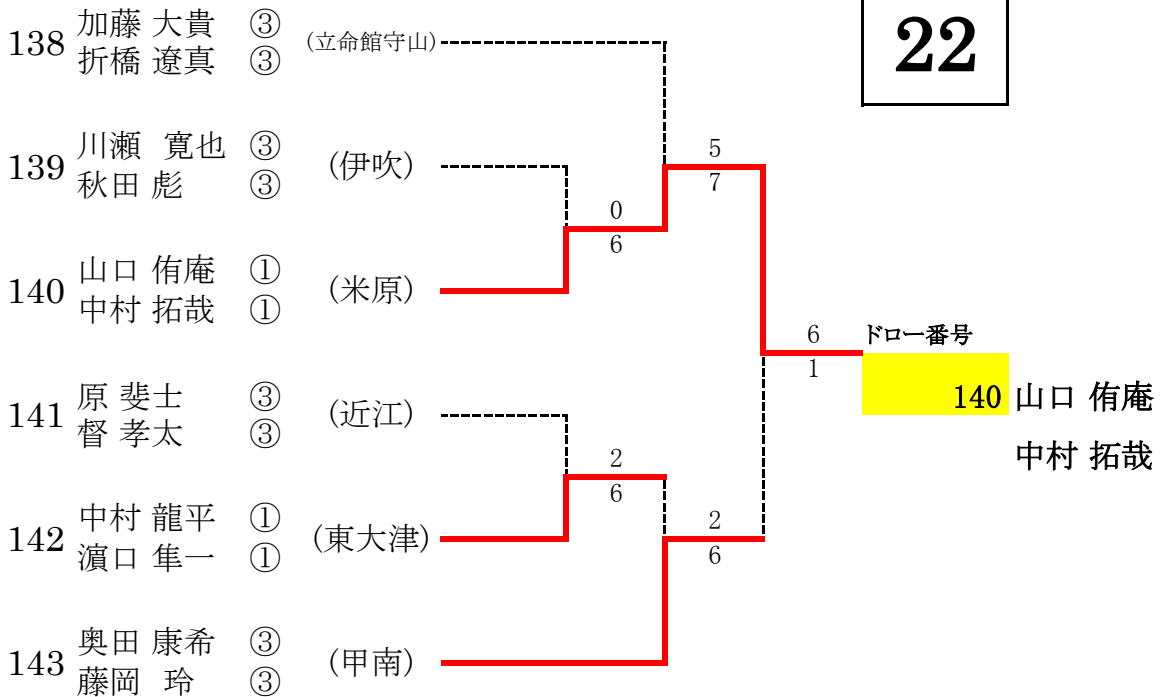 22
138 加藤 大貴 ③ (立命館守山)
折橋 遼真 ③
139 川瀬 寛也 ③ (伊吹)
秋田 彪 ③
5
7
0
6
140 山口 侑庵 ① (米原)
中村 拓哉 ①
6 ドロー番号
1
140 山口 侑庵
中村 拓哉
141 原 斐士 ③ (近江)
督 孝太 ③
2
6
142 中村 龍平 ① (東大津)
濵口 隼一 ①
2
6
143 奥田 康希 ③ (甲南)
藤岡 玲 ③